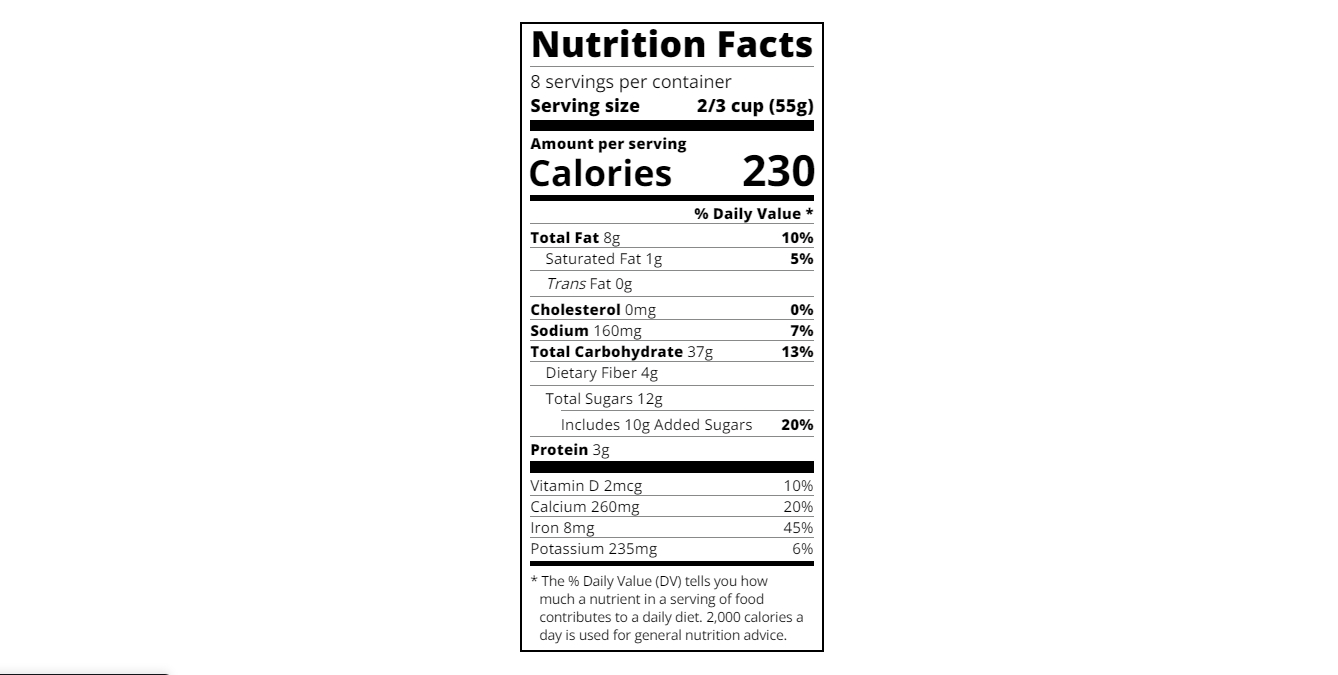 Nutrition Facts
8 servings per container
Serving size 2/3 cup (55g)
Amount per serving
Calories 230
% Daily Value *
Total Fat 8g 10%
Saturated Fat 1g 5%
Trans Fat 0g
Cholesterol 0mg 0%
Sodium 160mg 7%
Total Carbohydrate 37g 13%
Dietary Fiber 4g
Total Sugars 12g
Includes 10g Added Sugars 20%
Protein 3g
Vitamin D 2mcg 10%
Calcium 260mg 20%
Iron 8mg 45%
Potassium 235mg 6%
* The % Daily Value (DV) tells you how
much a nutrient in a serving of food
contributes to a daily diet. 2,000 calories a
day is used for general nutrition advice.